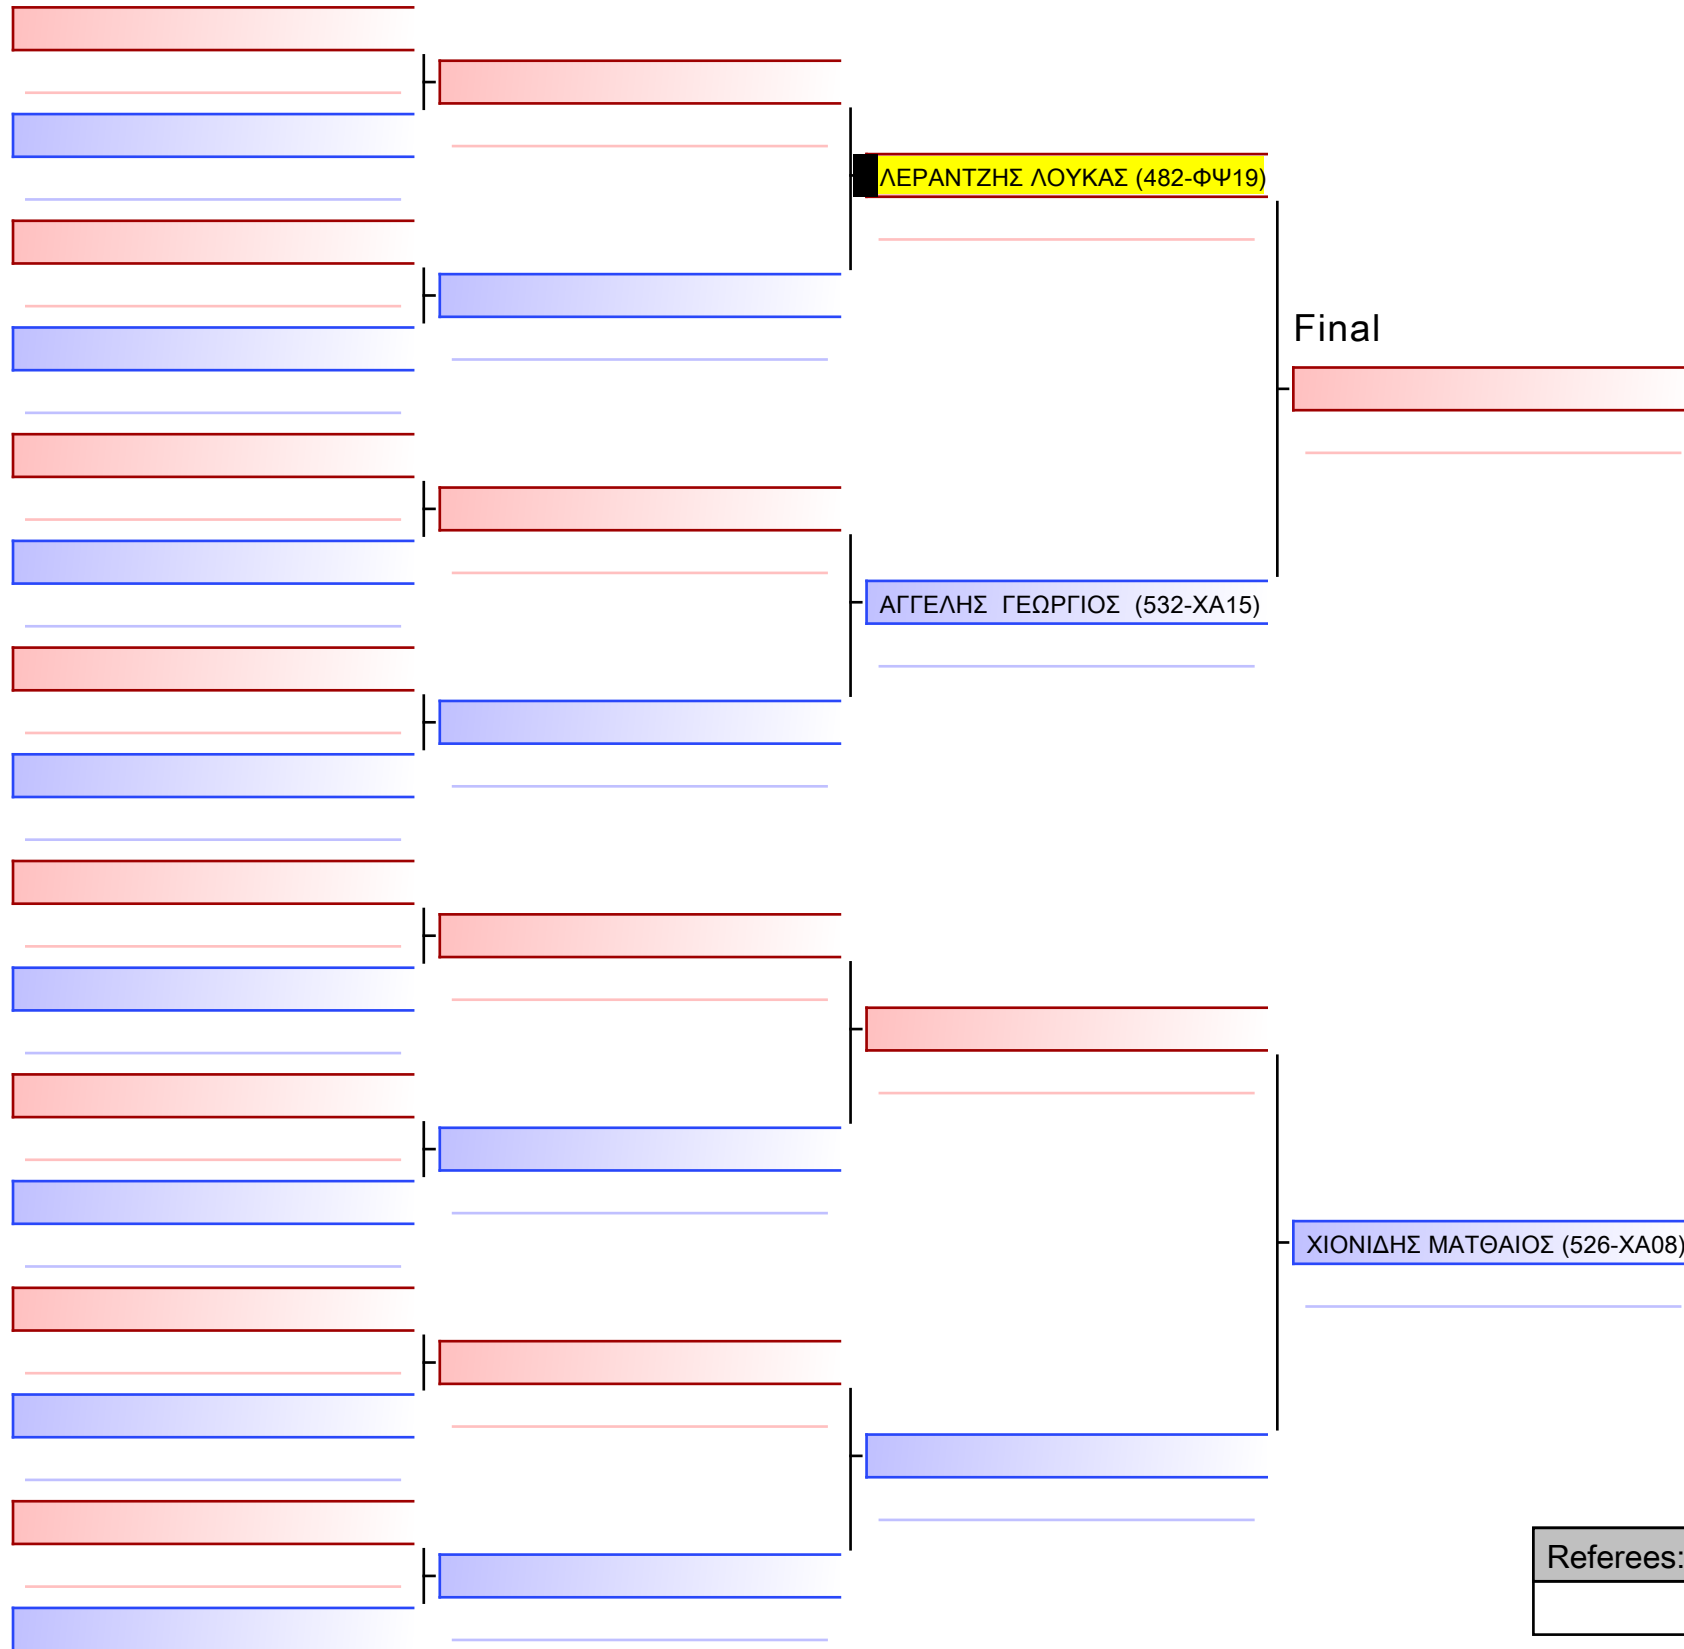 ΛΕΡΑΝΤΖΗΣ ΛΟΥΚΑΣ (482-ΦΨ19)
Final
ΑΓΓΕΛΗΣ ΓΕΩΡΓΙΟΣ (532-ΧΑ15)
ΧΙΟΝΙΔΗΣ ΜΑΤΘΑΙΟΣ (526-ΧΑ08)
Referees: